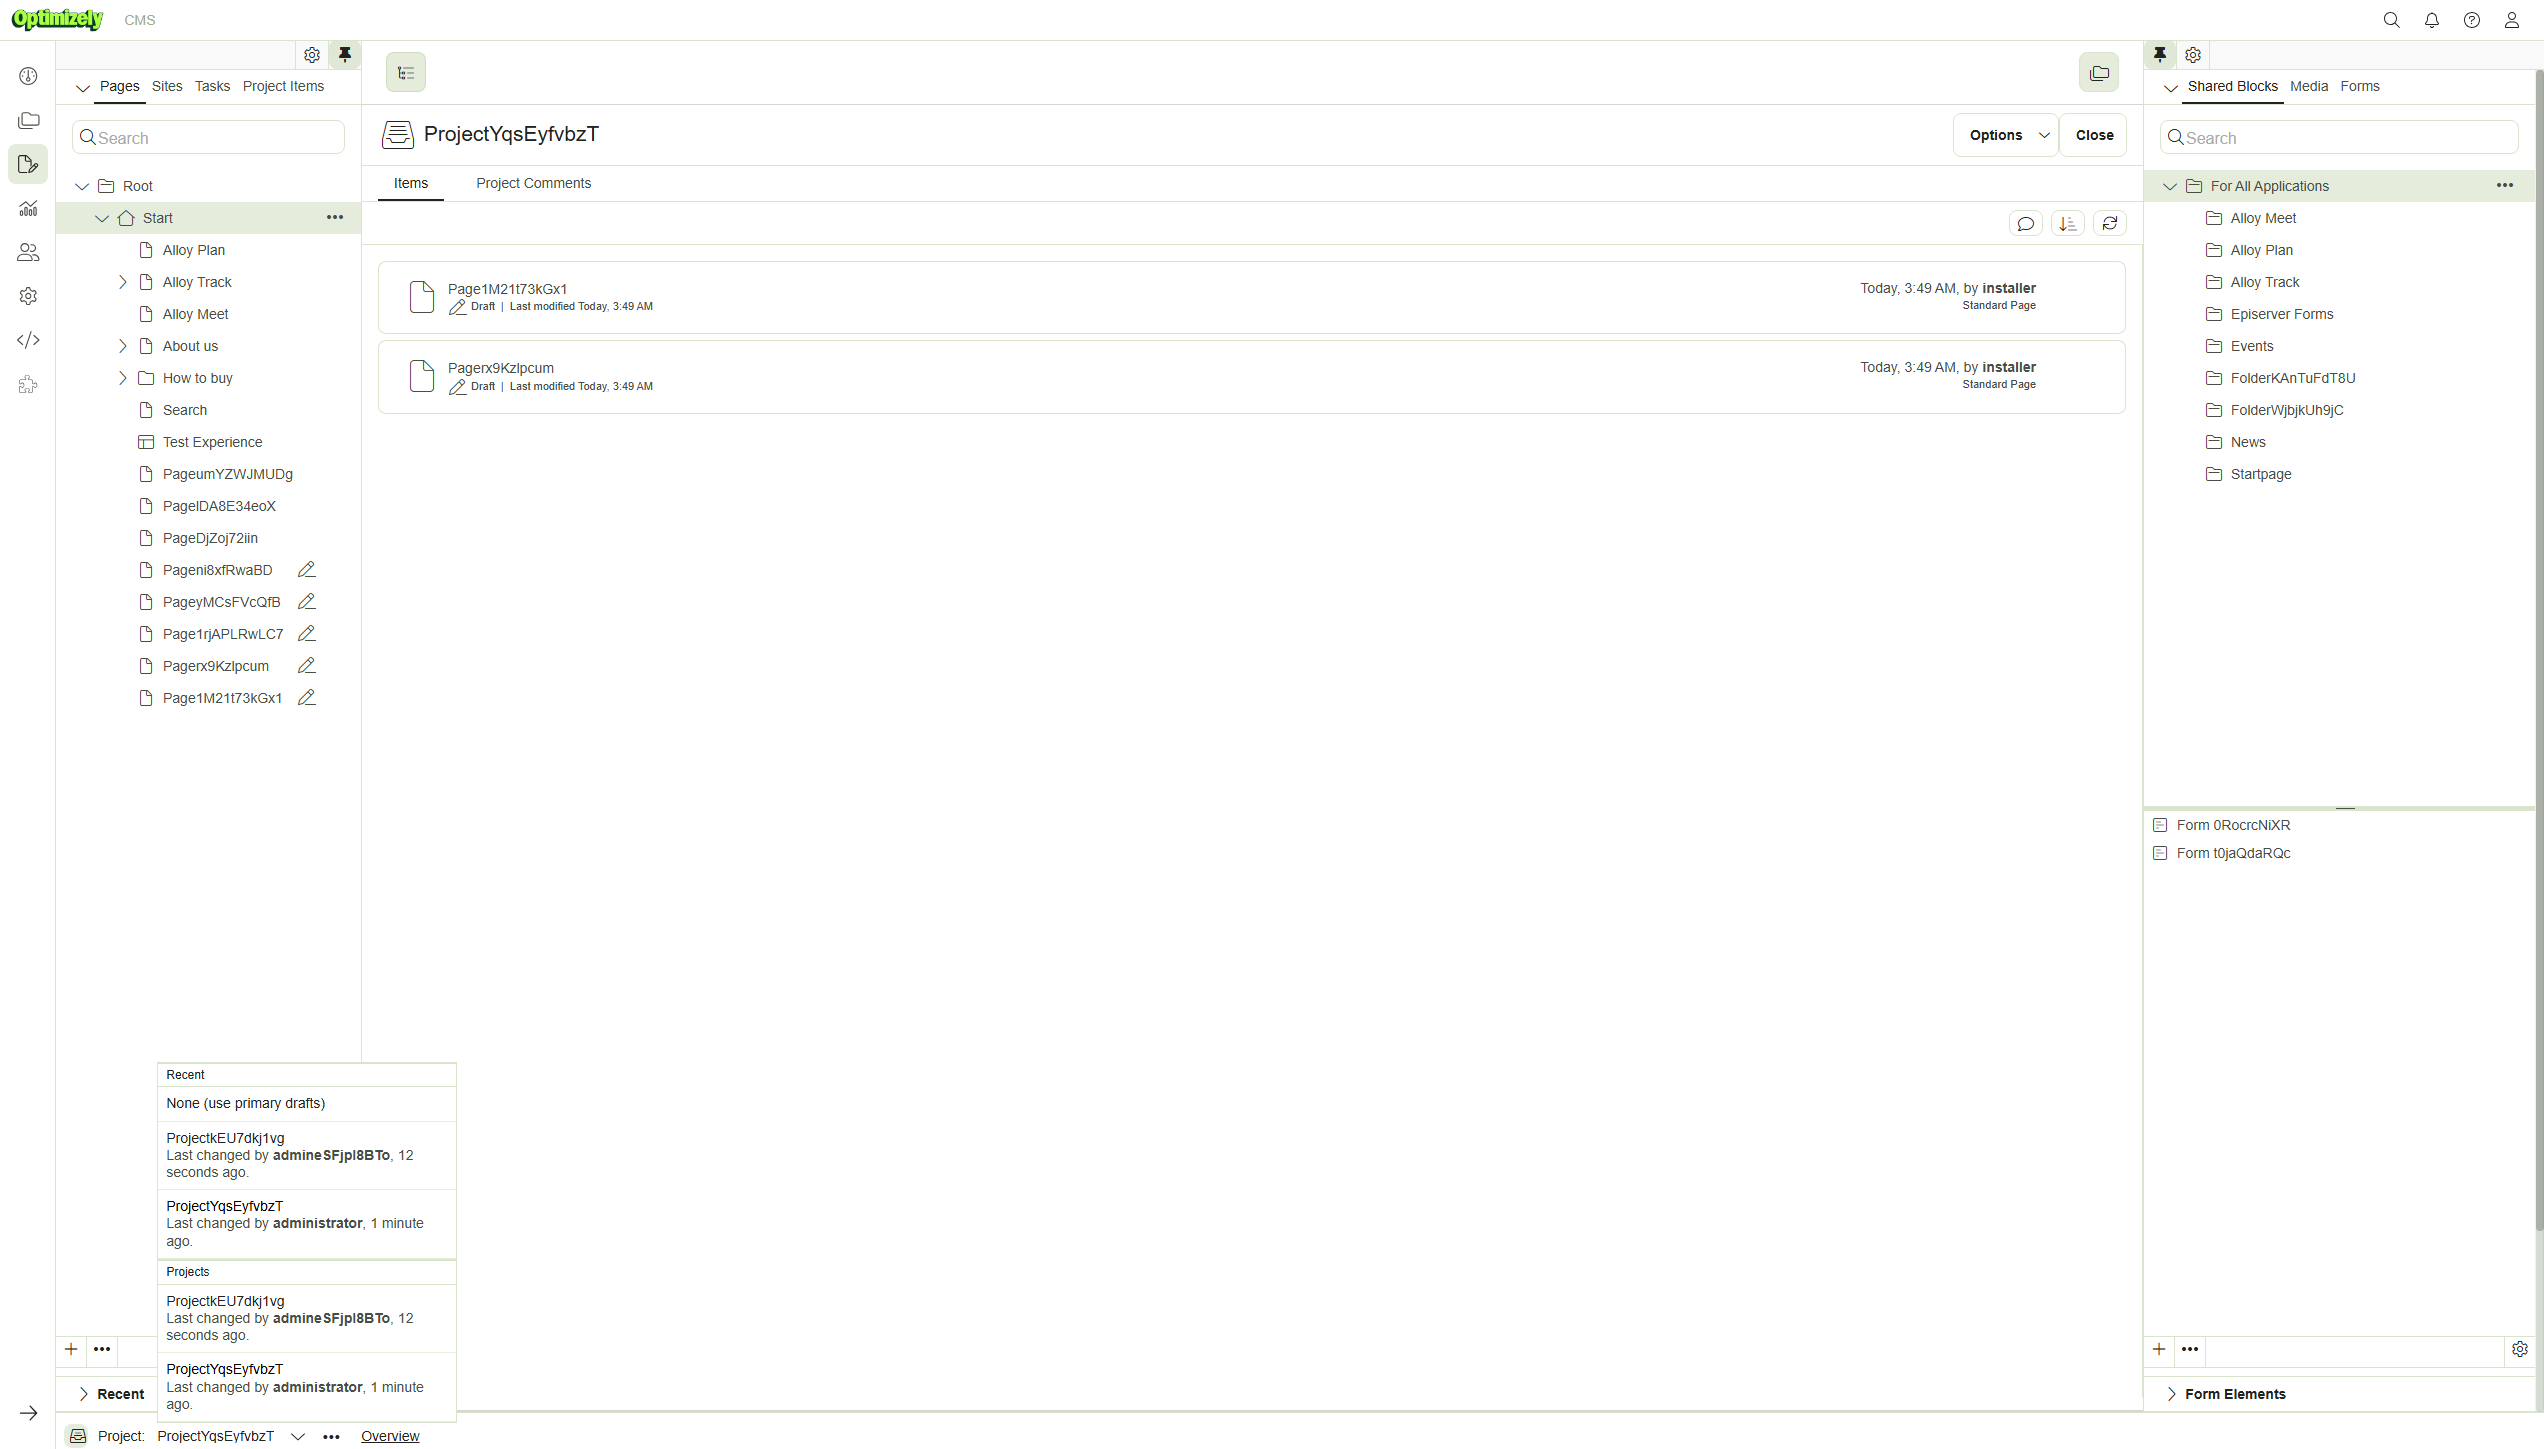 Optimizely CMS
Pages Sites Tasks Project Items
Search
Root
Start
Alloy Plan
Alloy Track
Alloy Meet
About us
How to buy
Search
Test Experience
PageumYZWJMUDg
PagelDA8E34eoX
PageDjZoj72iin
Pageni8xfRwaBD
PageyMCsFVcQfB
Page1rjAPLRwLC7
Pagerx9Kzlpcum
Page1M21t73kGx1
Recent
None (use primary drafts)
ProjectkEU7dkj1vg
Last changed by admineSFjpl8BTo, 12
seconds ago.
ProjectYqsEyfvbzT
Last changed by administrator, 1 minute
ago.
Projects
ProjectkEU7dkj1vg
Last changed by admineSFjpl8BTo, 12
seconds ago.
ProjectYqsEyfvbzT
Last changed by administrator, 1 minute
ago.
Recent
Project: ProjectYqsEyfvbzT Overview
ProjectYqsEyfvbzT
Options Close
Items Project Comments
Page1M21t73kGx1
Draft | Last modified Today, 3:49 AM
Today, 3:49 AM, by installer
Standard Page
Pagerx9Kzlpcum
Draft | Last modified Today, 3:49 AM
Today, 3:49 AM, by installer
Standard Page
Shared Blocks Media Forms
Search
For All Applications
Alloy Meet
Alloy Plan
Alloy Track
Episerver Forms
Events
FolderKAnTuFdT8U
FolderWjbjkUh9jC
News
Startpage
Form 0RocrcNiXR
Form t0jaQdaRQc
Form Elements